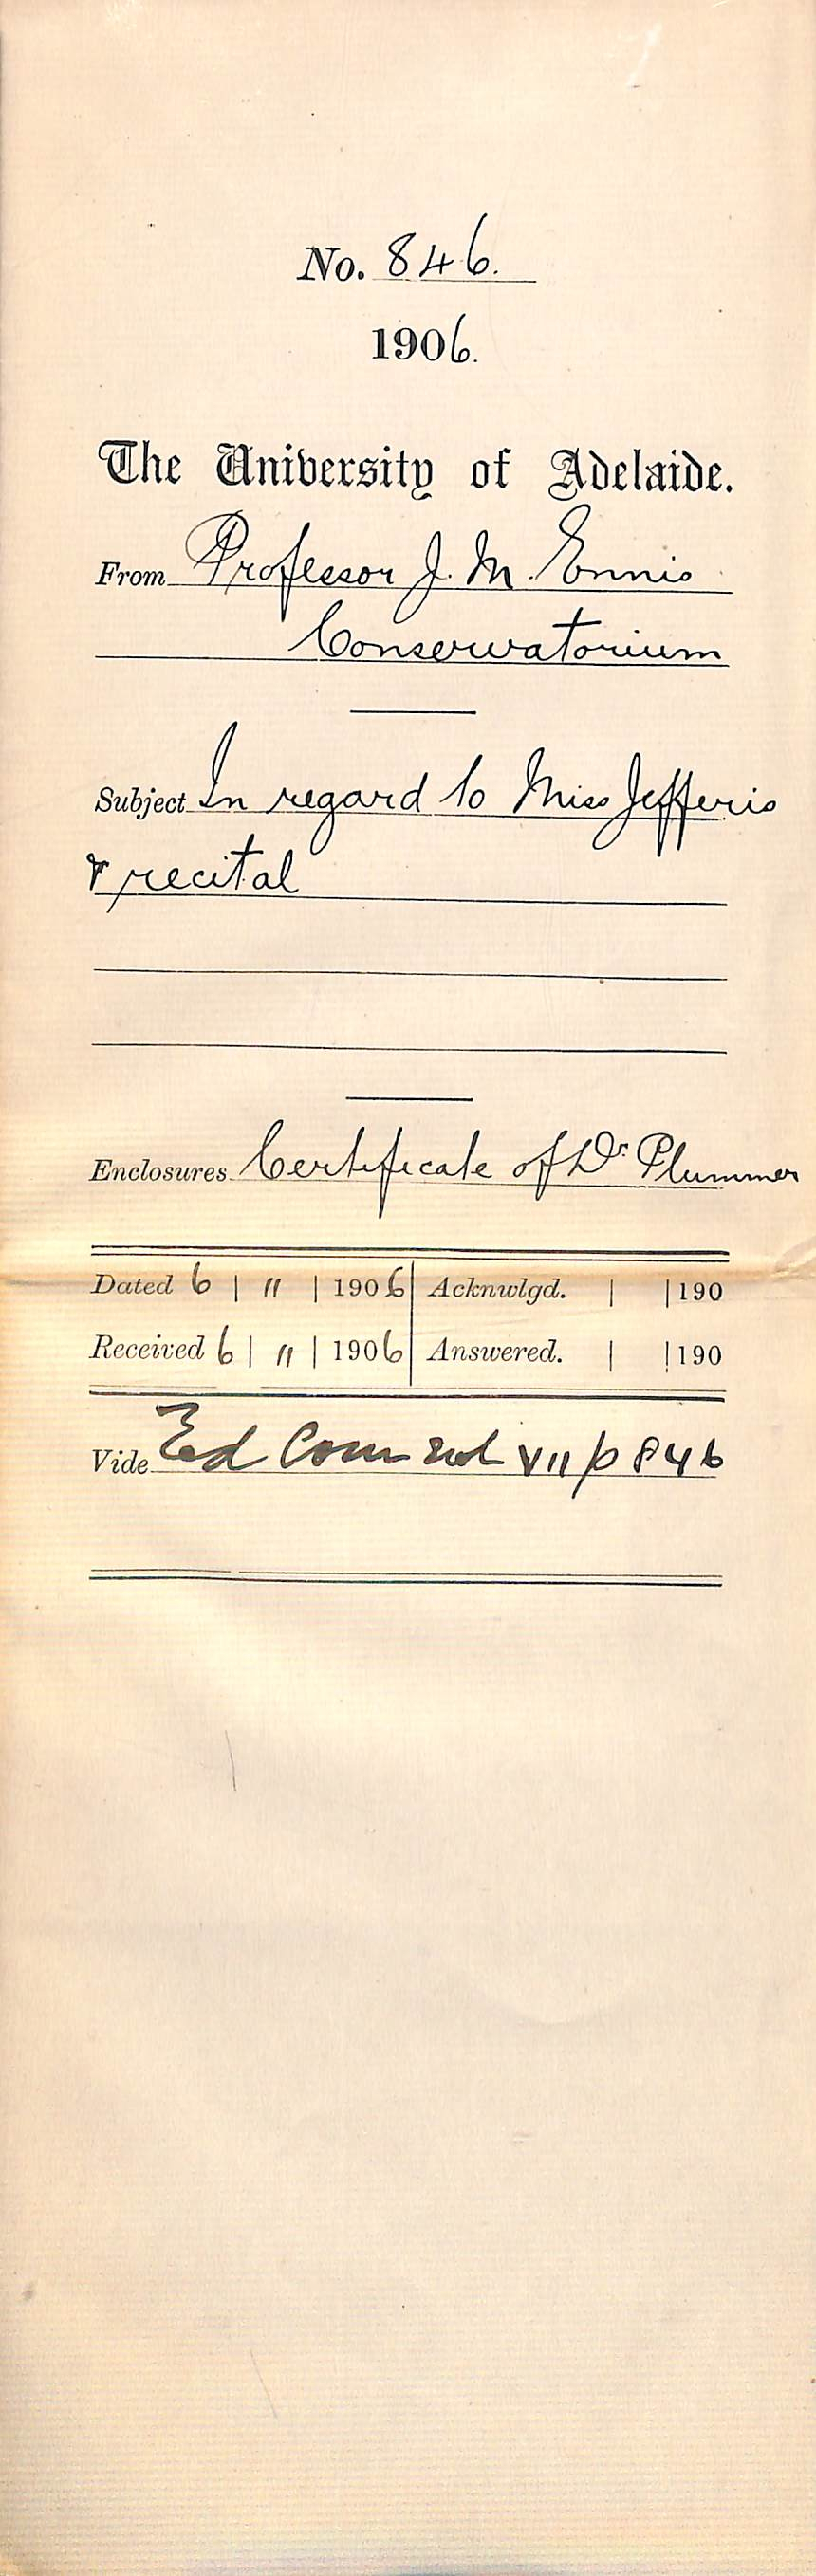 No. 846.
1906.
The University of Adelaide.
From Professor J. M. Ennis
Conservatorium
Subject In regard to Miss Jefferis
& recital
Enclosures Certificate of Dr. Plummer
Dated 6 | 11 | 1906 Acknwlgd. | | 190
Received 6 | 11 | 1906 Answered. | | 190
Vide Ed Com vol VII p 846